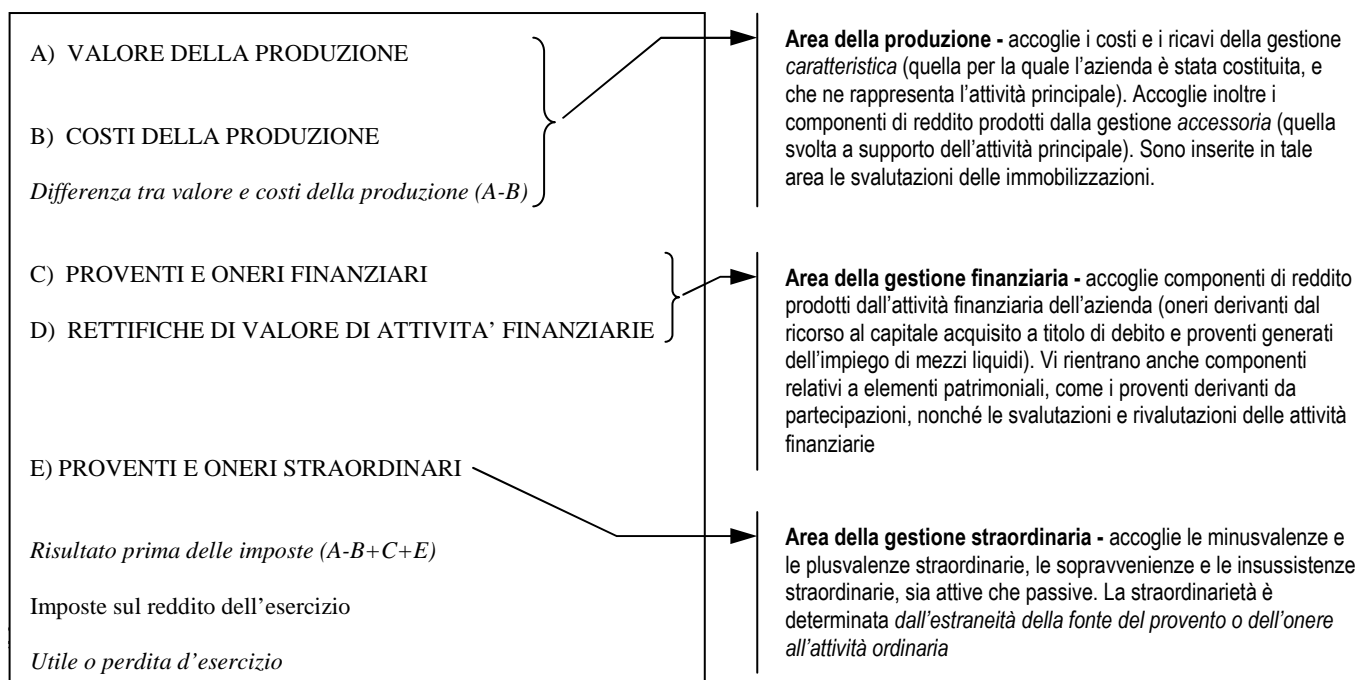 A) VALORE DELLA PRODUZIONE
B) COSTI DELLA PRODUZIONE
Differenza tra valore e costi della produzione (A-B)
C) PROVENTI E ONERI FINANZIARI
D) RETTIFICHE DI VALORE DI ATTIVITA’ FINANZIARIE
E) PROVENTI E ONERI STRAORDINARI
Risultato prima delle imposte (A-B+C+E)
Imposte sul reddito dell’esercizio
Utile o perdita d’esercizio
Area della produzione - accoglie i costi e i ricavi della gestione
caratteristica (quella per la quale l’azienda è stata costituita, e
che ne rappresenta l’attività principale). Accoglie inoltre i
componenti di reddito prodotti dalla gestione accessoria (quella
svolta a supporto dell’attività principale). Sono inserite in tale
area le svalutazioni delle immobilizzazioni.
Area della gestione finanziaria - accoglie componenti di reddito
prodotti dall’attività finanziaria dell’azienda (oneri derivanti dal
ricorso al capitale acquisito a titolo di debito e proventi generati
dell’impiego di mezzi liquidi). Vi rientrano anche componenti
relativi a elementi patrimoniali, come i proventi derivanti da
partecipazioni, nonché le svalutazioni e rivalutazioni delle attività
finanziarie
Area della gestione straordinaria - accoglie le minusvalenze e
le plusvalenze straordinarie, le sopravvenienze e le insussistenze
straordinarie, sia attive che passive. La straordinarietà è
determinata dall’estraneità della fonte del provento o dell’onere
all’attività ordinaria